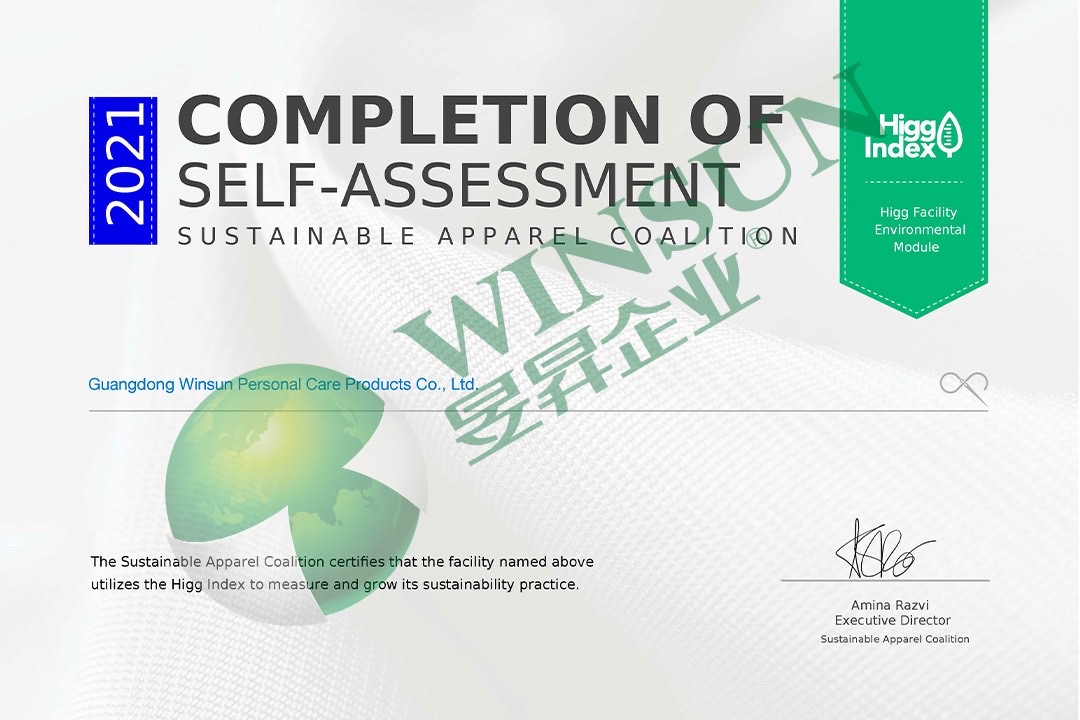 2021
COMPLETION OF
SELF-ASSESSMENT
SUSTAINABLE APPAREL COALITION
Higg
Index
Higg Facility
Environmental
Module
WINSUN
®
昱昇企业
Guangdong Winsun Personal Care Products Co., Ltd.
The Sustainable Apparel Coalition certifies that the facility named above
utilizes the Higg Index to measure and grow its sustainability practice.
Amina Razvi
Executive Director
Sustainable Apparel Coalition